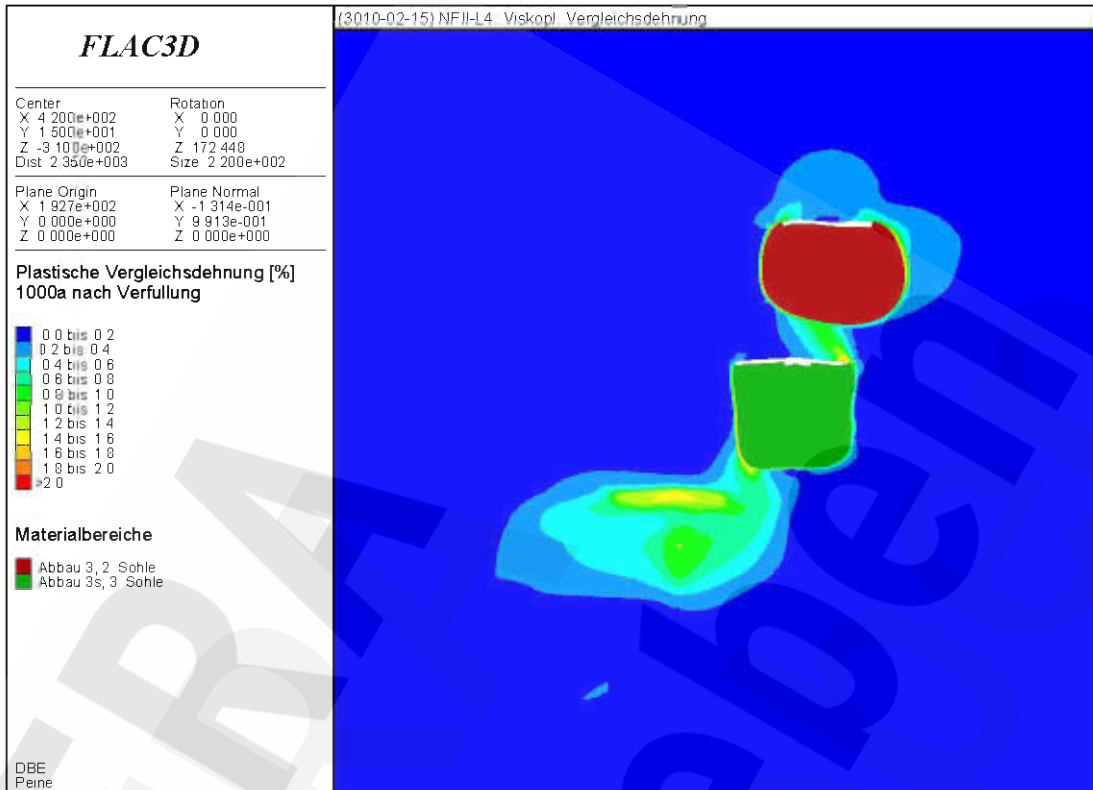 (3010-02-15) NFII-L4: Viskopl. Vergleichsdehnung
FLAC3D
Center Rotation
X 4 200e+002 X 0 000
Y 1 500e+001 Y 0 000
Z -3 100e+002 Z 172 448
Dist 2 350e+003 Size 2 200e+002
Plane Origin Plane Normal
X 1 927e+002 X -1 314e-001
Y 0 000e+000 Y 9 913e-001
Z 0 000e+000 Z 0 000e+000
Plastische Vergleichsdehnung [%]
1000a nach Verfullung
0 0 bis 0 2
0 2 bis 0 4
0 4 bis 0 6
0 6 bis 0 8
0 8 bis 1 0
1 0 bis 1 2
1 2 bis 1 4
1 4 bis 1 6
1 6 bis 1 8
1 8 bis 2 0
>2 0
Materialbereiche
Abbau 3, 2 Sohle
Abbau 3s, 3 Sohle
DBE
Peine